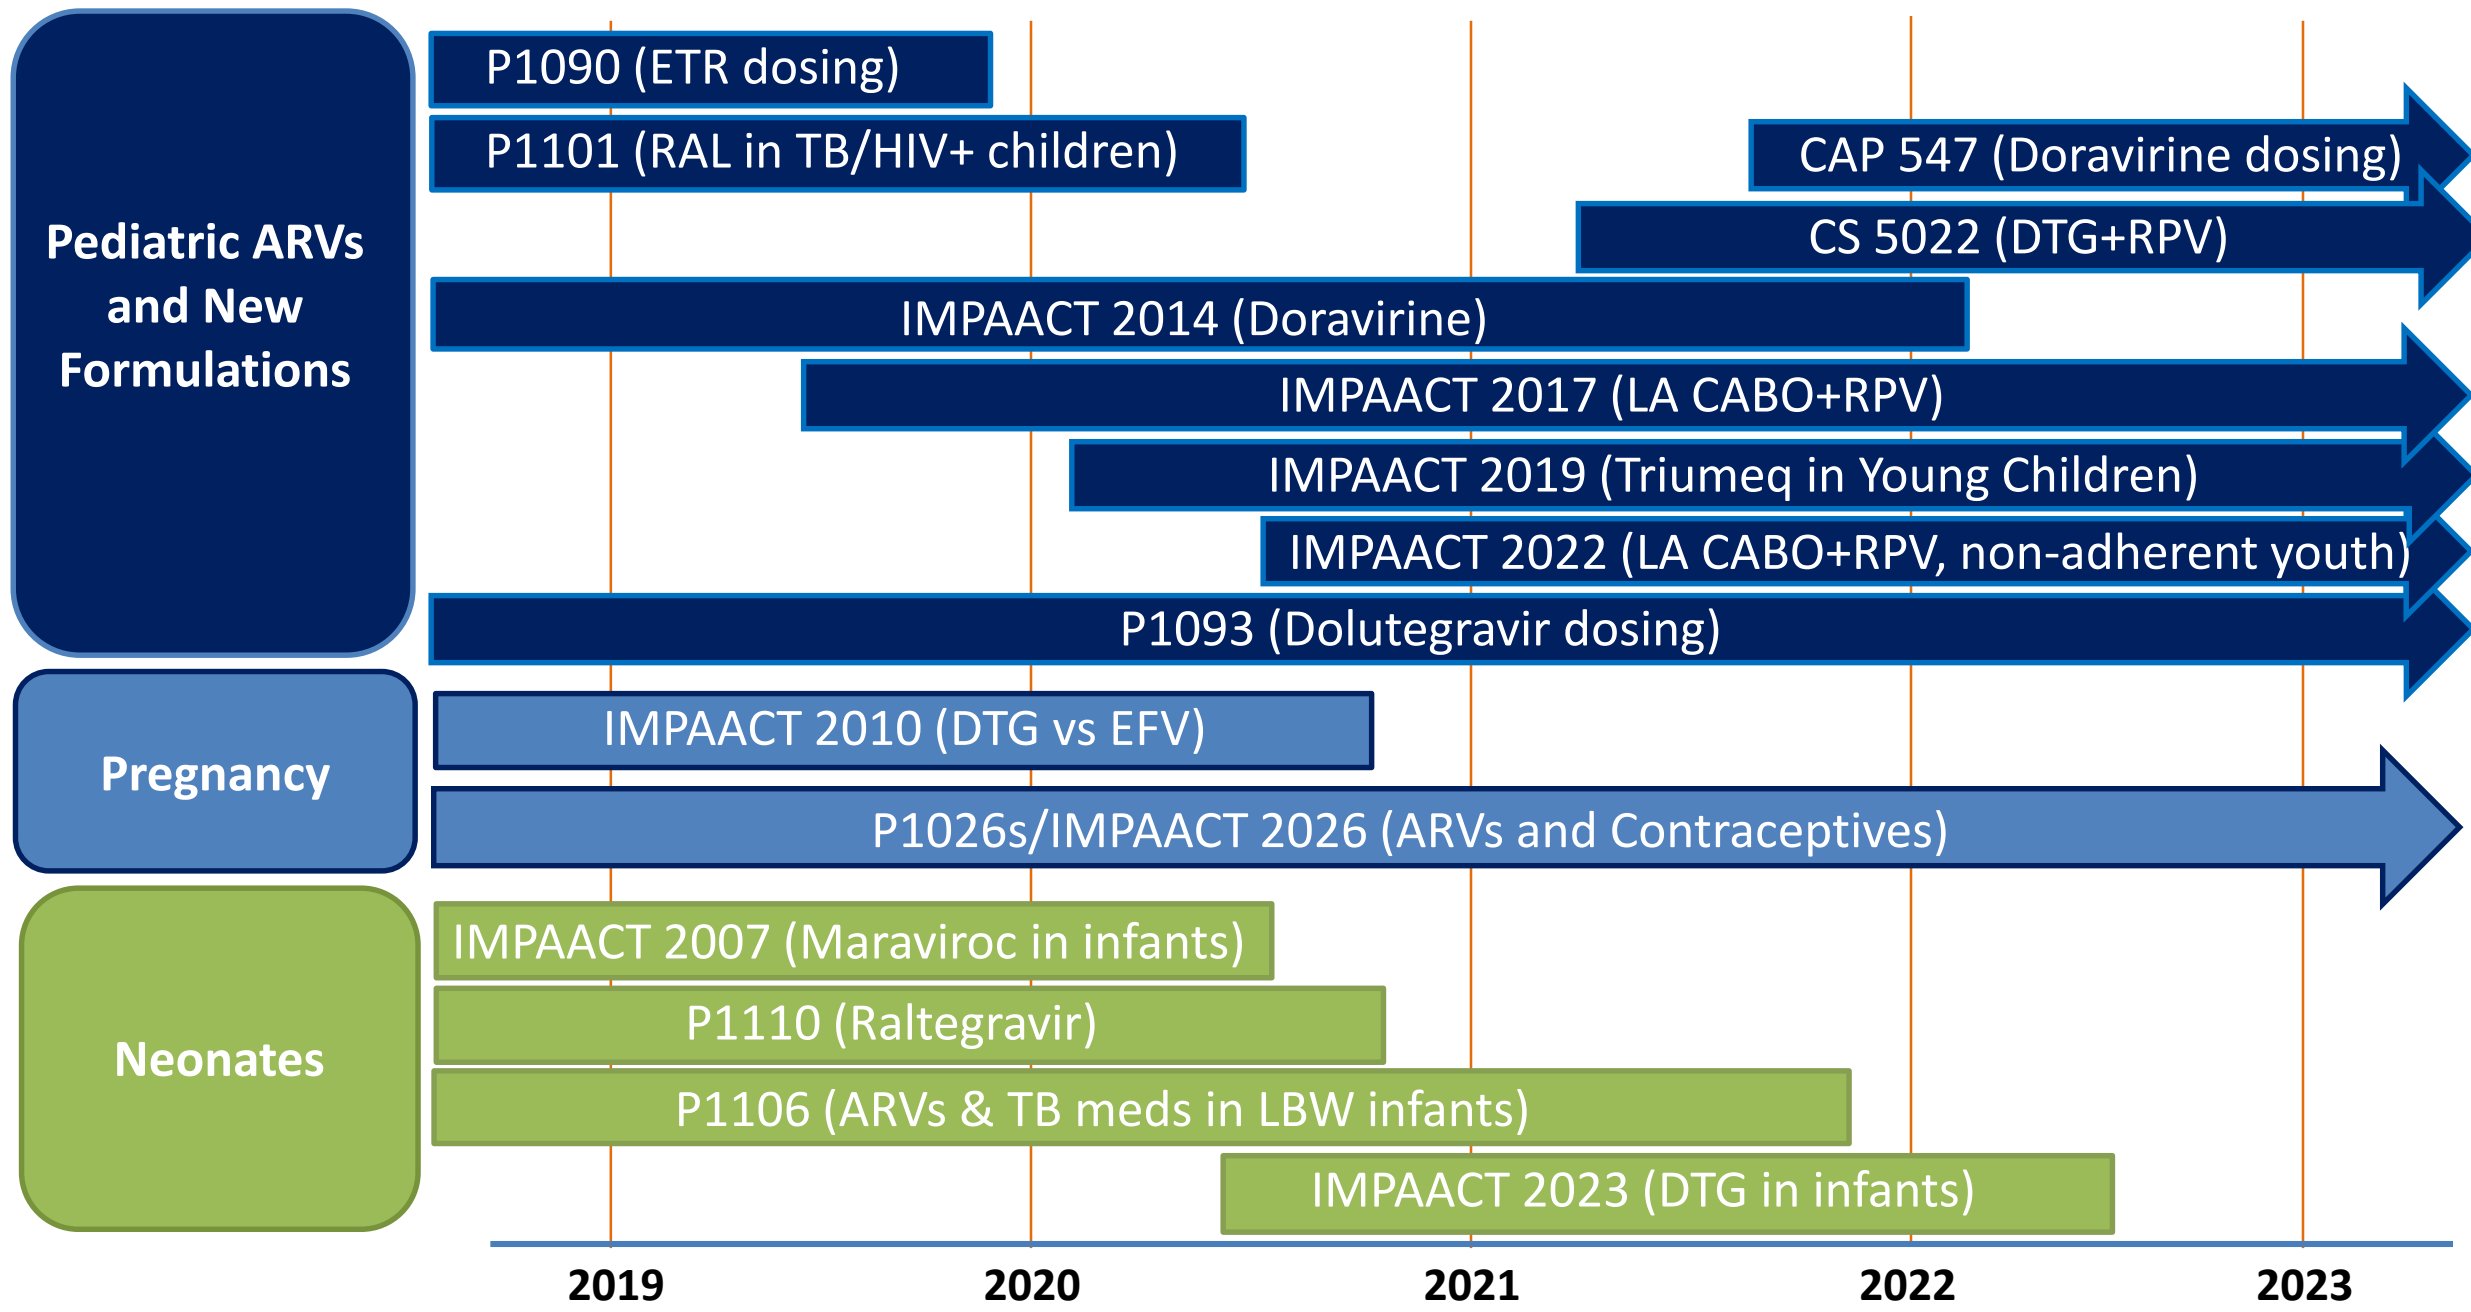 Pediatric ARVs
and New
Formulations
P1090 (ETR dosing)
P1101 (RAL in TB/HIV+ children)
CAP 547 (Doravirine dosing)
CS 5022 (DTG+RPV)
IMPAACT 2014 (Doravirine)
IMPAACT 2017 (LA CABO+RPV)
IMPAACT 2019 (Triumeq in Young Children)
IMPAACT 2022 (LA CABO+RPV, non-adherent youth)
P1093 (Dolutegravir dosing)
Pregnancy
IMPAACT 2010 (DTG vs EFV)
P1026s/IMPAACT 2026 (ARVs and Contraceptives)
Neonates
IMPAACT 2007 (Maraviroc in infants)
P1110 (Raltegravir)
P1106 (ARVs & TB meds in LBW infants)
IMPAACT 2023 (DTG in infants)
2019 2020 2021 2022 2023